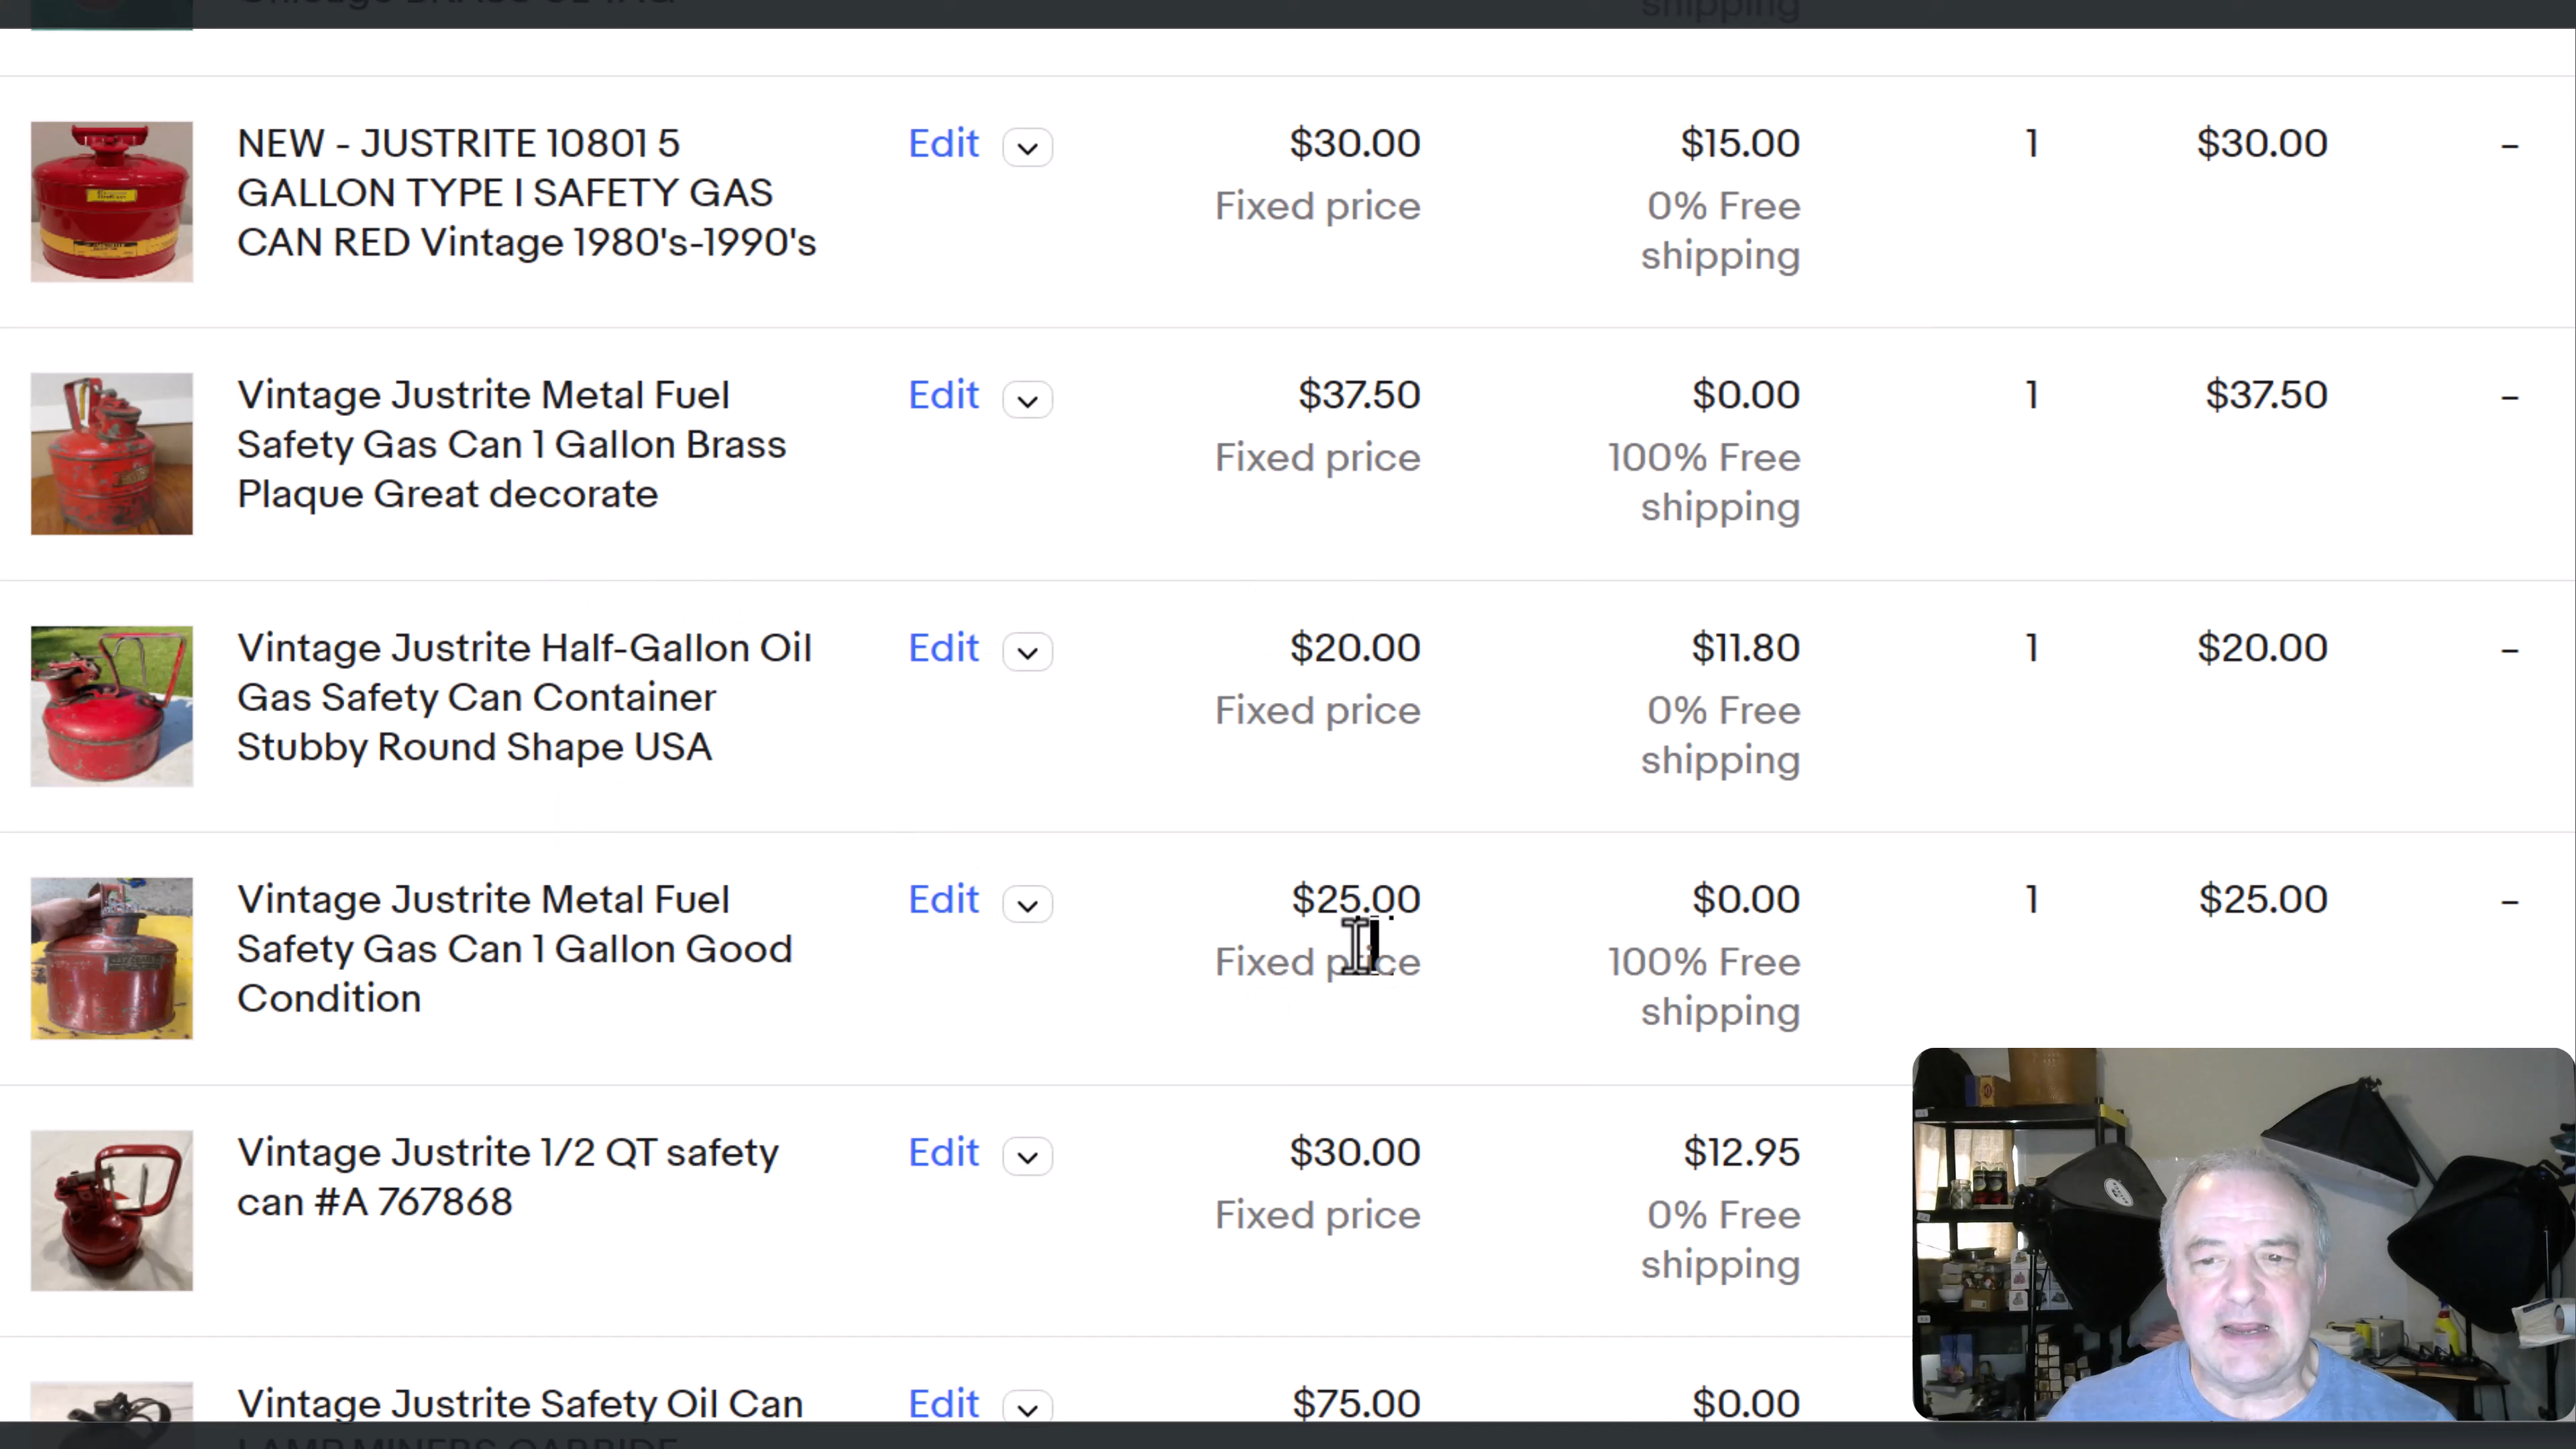 shipping
NEW - JUSTRITE 10801 5
GALLON TYPE I SAFETY GAS
CAN RED Vintage 1980's-1990's
Edit
$30.00
Fixed price
$15.00
0% Free
shipping
1
$30.00
-
Vintage Justrite Metal Fuel
Safety Gas Can 1 Gallon Brass
Plaque Great decorate
Edit
$37.50
Fixed price
$0.00
100% Free
shipping
1
$37.50
-
Vintage Justrite Half-Gallon Oil
Gas Safety Can Container
Stubby Round Shape USA
Edit
$20.00
Fixed price
$11.80
0% Free
shipping
1
$20.00
-
Vintage Justrite Metal Fuel
Safety Gas Can 1 Gallon Good
Condition
Edit
$25.00
Fixed price
$0.00
100% Free
shipping
1
$25.00
-
Vintage Justrite 1/2 QT safety
can #A 767868
Edit
$30.00
Fixed price
$12.95
0% Free
shipping
Vintage Justrite Safety Oil Can
LAMP MINERS CARBIDE
Edit
$75.00
$0.00